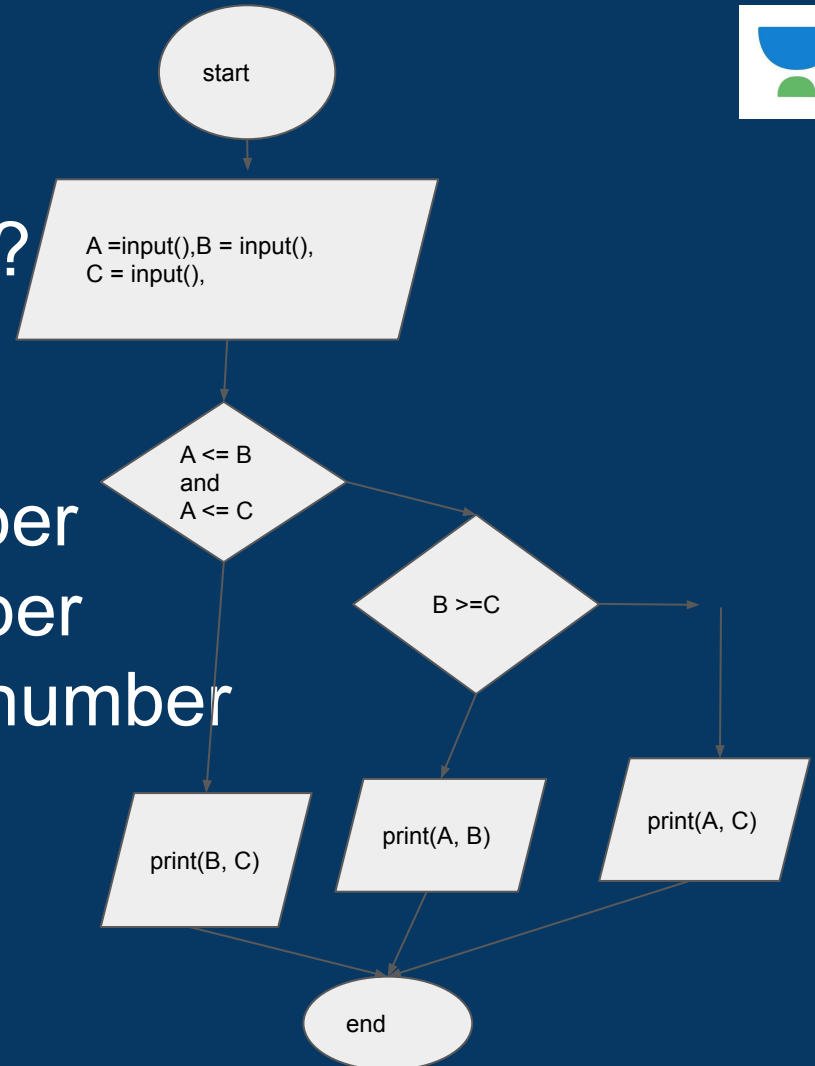 start
?
A =input(),B = input(),
C = input(),
A <= B
and
A <= C
ber
ber
number
B >=C
print(B, C)
print(A, B)
print(A, C)
end